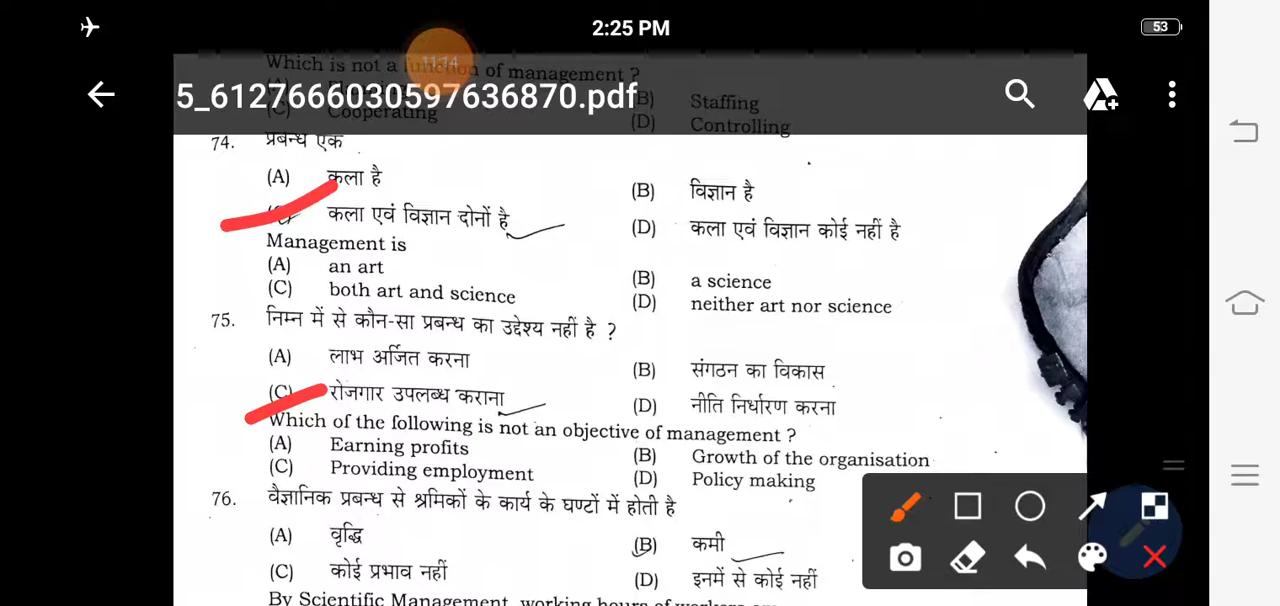 2:25 PM
53
11:14
5_6127666030597636870.pdf
Which is not a function of management ?
(B) Staffing
(C) Cooperating
(D) Controlling
74. प्रबन्ध एक
(A) कला है
(B) विज्ञान है
कला एवं विज्ञान दोनों है
(D) कला एवं विज्ञान कोई नहीं है
Management is
(A) an art
(B) a science
(C) both art and science
(D) neither art nor science
75. निम्न में से कौन-सा प्रबन्ध का उद्देश्य नहीं है ?
(A) लाभ अर्जित करना
(B) संगठन का विकास
(C) रोजगार उपलब्ध कराना
(D) नीति निर्धारण करना
Which of the following is not an objective of management ?
(A) Earning profits
(B) Growth of the organisation
(C) Providing employment
(D) Policy making
76. वैज्ञानिक प्रबन्ध से श्रमिकों के कार्य के घण्टों में होती है
(A) वृद्धि
(B) कमी
(C) कोई प्रभाव नहीं
(D) इनमें से कोई नहीं
By Scientific Management, working hours of workers are